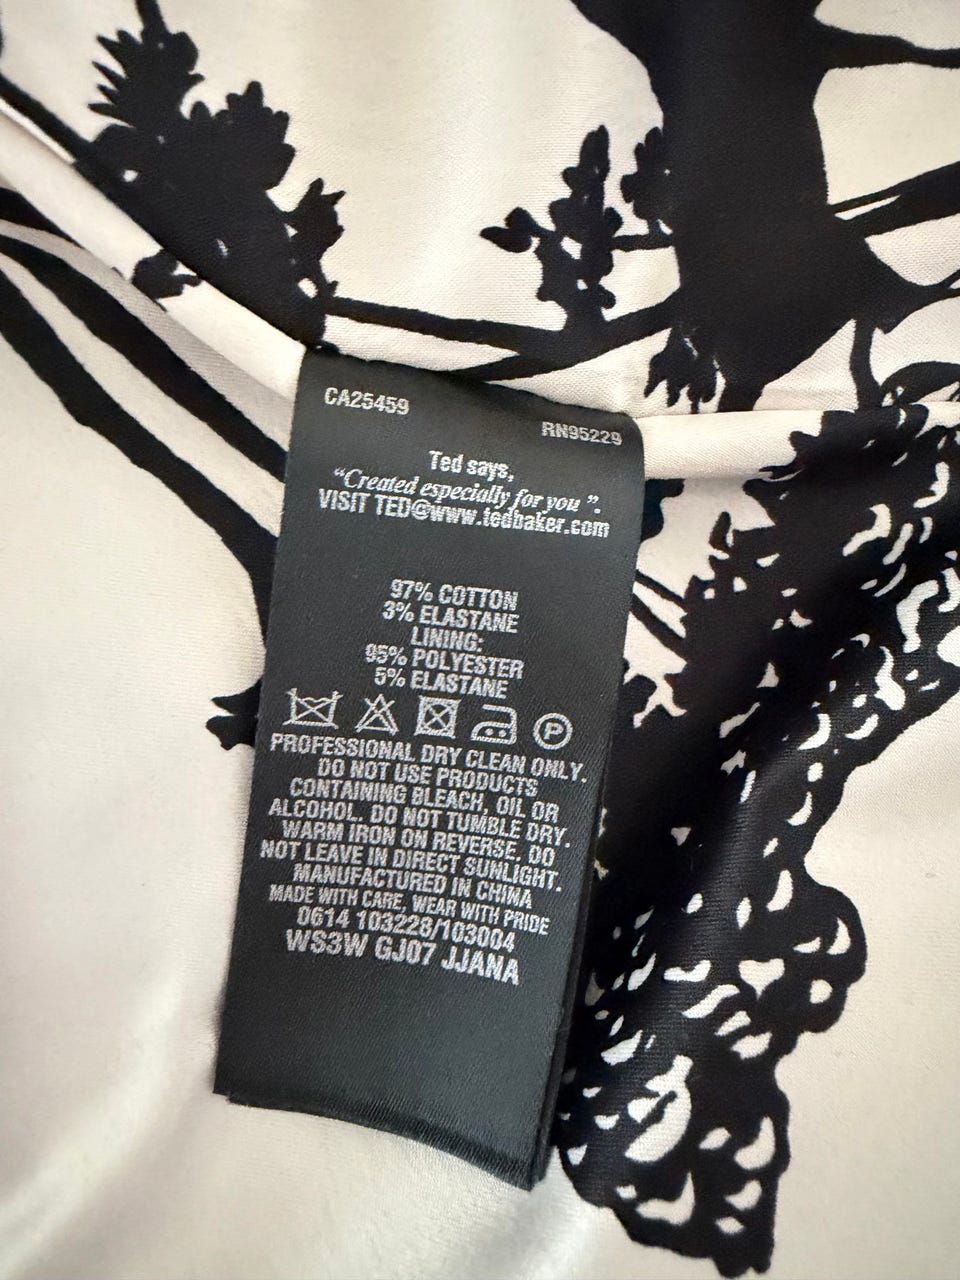 CA25459
RN95229
Ted says,
“Created especially for you”.
VISIT TED@www.tedbaker.com
97% COTTON
3% ELASTANE
LINING:
95% POLYESTER
5% ELASTANE
P
PROFESSIONAL DRY CLEAN ONLY.
DO NOT USE PRODUCTS
CONTAINING BLEACH, OIL OR
ALCOHOL. DO NOT TUMBLE DRY.
WARM IRON ON REVERSE. DO
NOT LEAVE IN DIRECT SUNLIGHT.
MANUFACTURED IN CHINA
MADE WITH CARE, WEAR WITH PRIDE
0614 103228/103004
WS3W GJ07 JJANA